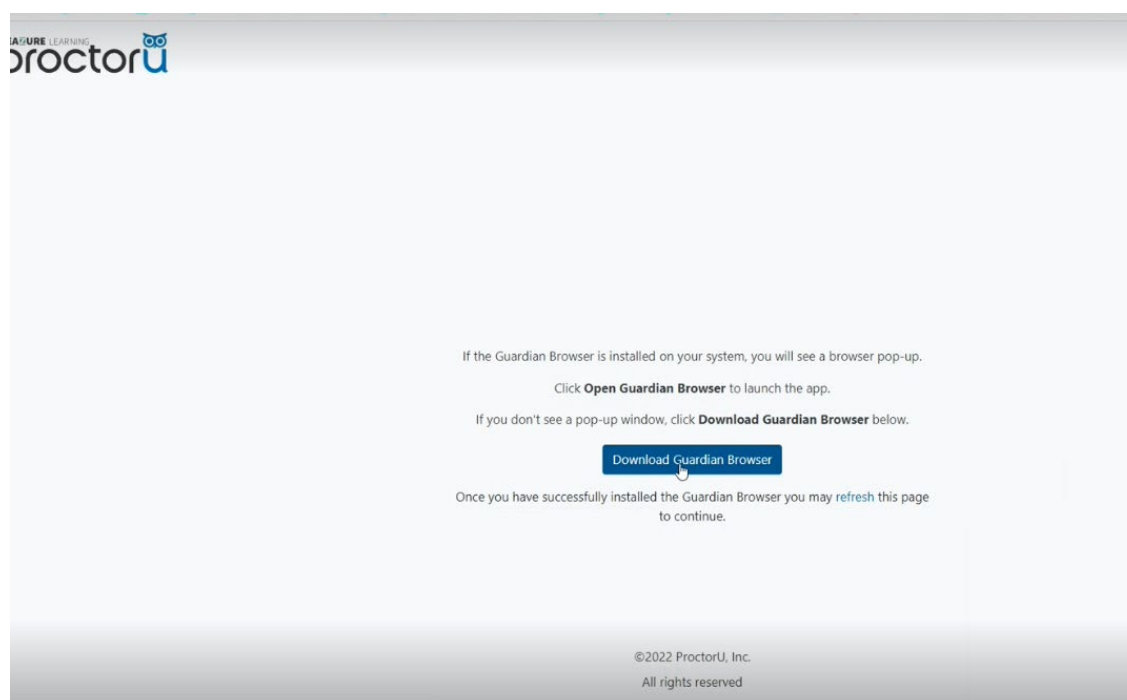 LEARNING
proctorU
If the Guardian Browser is installed on your system, you will see a browser pop-up.
Click Open Guardian Browser to launch the app.
If you don't see a pop-up window, click Download Guardian Browser below.
Download Guardian Browser
Once you have successfully installed the Guardian Browser you may refresh this page
to continue.
©2022 ProctorU, Inc.
All rights reserved